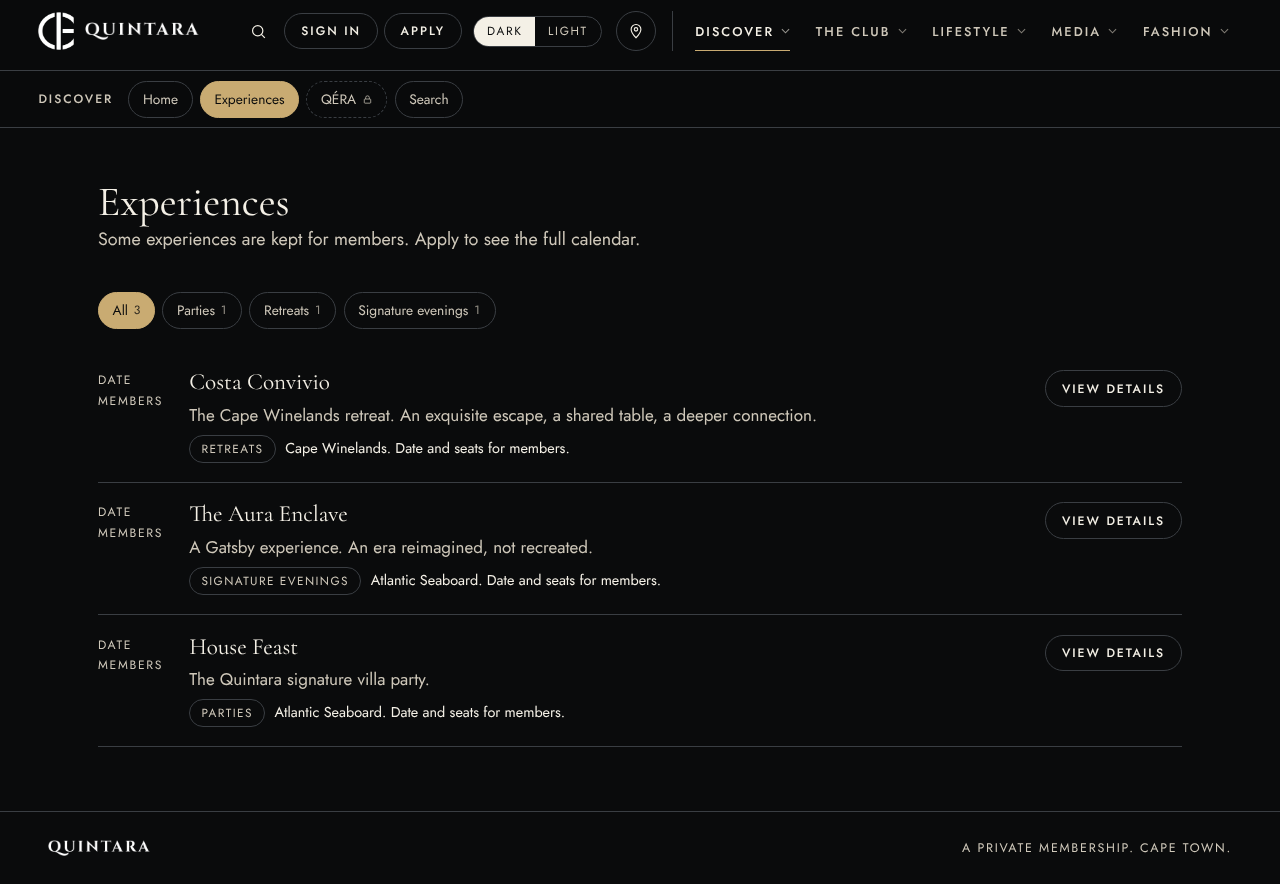 QUINTARA
SIGN IN
APPLY
DARK
LIGHT
DISCOVER
THE CLUB
LIFESTYLE
MEDIA
FASHION
DISCOVER
Home
Experiences
QÉRA
Search
Experiences
Some experiences are kept for members. Apply to see the full calendar.
All 3
Parties 1
Retreats 1
Signature evenings 1
DATE
MEMBERS
Costa Convivio
The Cape Winelands retreat. An exquisite escape, a shared table, a deeper connection.
RETREATS
Cape Winelands. Date and seats for members.
VIEW DETAILS
DATE
MEMBERS
The Aura Enclave
A Gatsby experience. An era reimagined, not recreated.
SIGNATURE EVENINGS
Atlantic Seaboard. Date and seats for members.
VIEW DETAILS
DATE
MEMBERS
House Feast
The Quintara signature villa party.
PARTIES
Atlantic Seaboard. Date and seats for members.
VIEW DETAILS
QUINTARA
A PRIVATE MEMBERSHIP. CAPE TOWN.